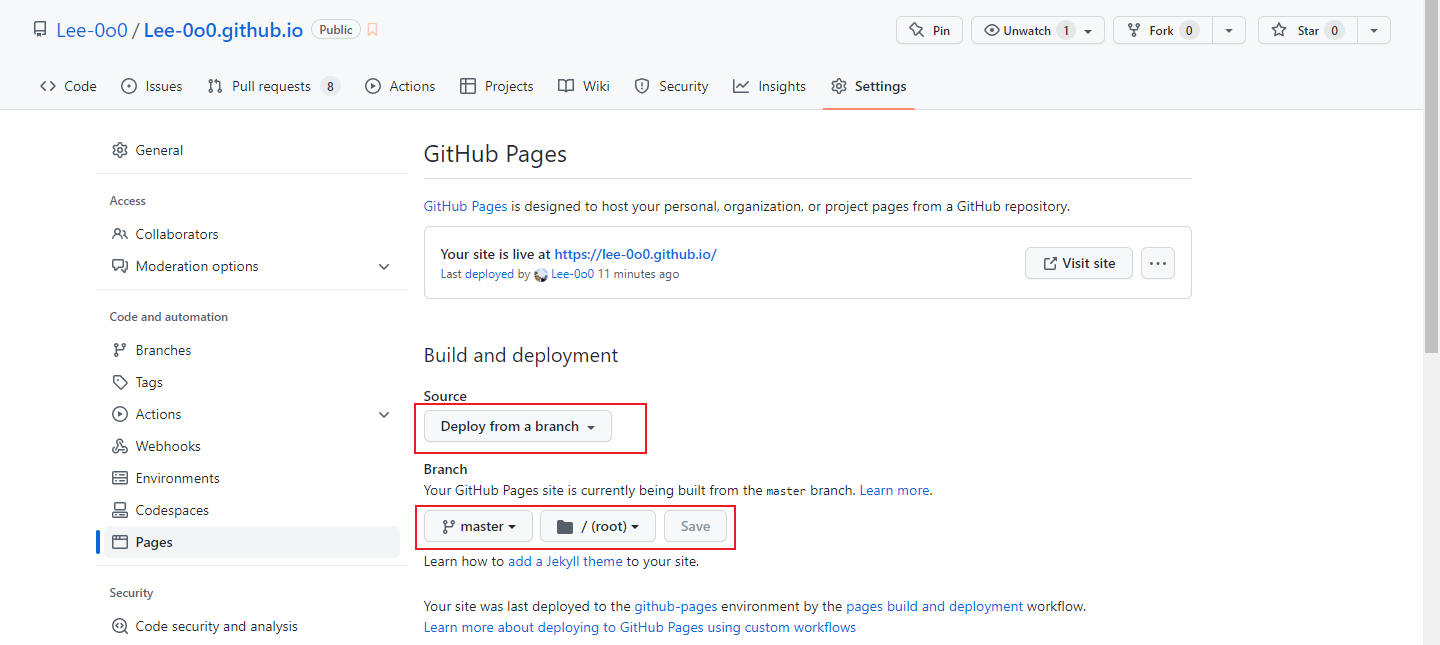 Lee-0o0 / Lee-0o0.github.io Public Pin Unwatch 1 Fork 0 Star 0
Code Issues Pull requests 8 Actions Projects Wiki Security Insights Settings
General
Access
Collaborators
Moderation options
Code and automation
Branches
Tags
Actions
Webhooks
Environments
Codespaces
Pages
Security
Code security and analysis
GitHub Pages
GitHub Pages is designed to host your personal, organization, or project pages from a GitHub repository.
Your site is live at https://lee-0o0.github.io/
Last deployed by Lee-0o0 11 minutes ago
Visit site
Build and deployment
Source
Deploy from a branch
Branch
Your GitHub Pages site is currently being built from the master branch. Learn more.
master / (root) Save
Learn how to add a Jekyll theme to your site.
Your site was last deployed to the github-pages environment by the pages build and deployment workflow.
Learn more about deploying to GitHub Pages using custom workflows